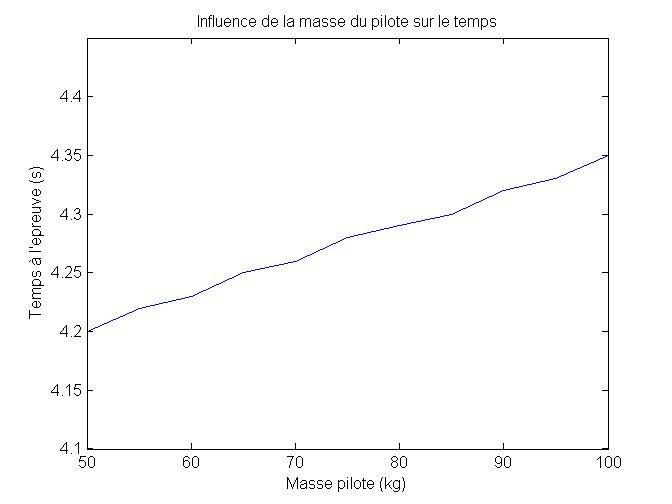 Influence de la masse du pilote sur le temps
Temps à l'epreuve (s)
4.4
4.35
4.3
4.25
4.2
4.15
4.1
50 60 70 80 90 100
Masse pilote (kg)